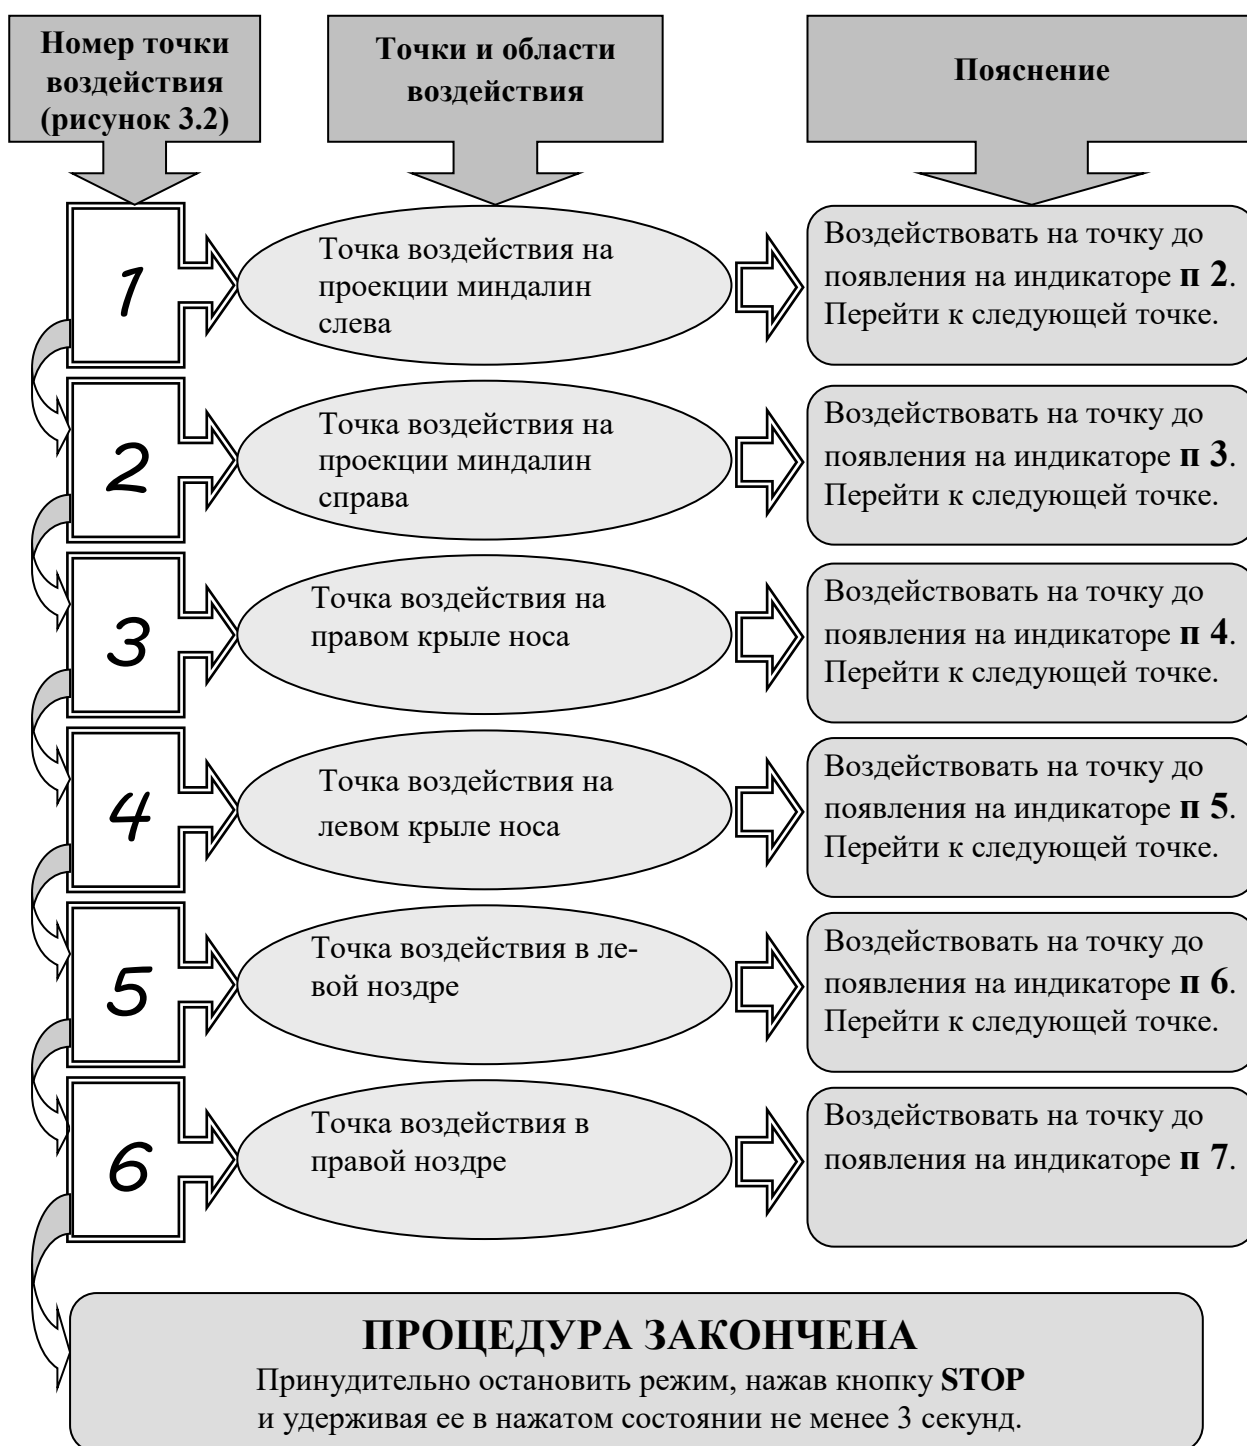 Номер точки
воздействия
(рисунок 3.2)
Точки и области
воздействия
Пояснение
1
Точка воздействия на
проекции миндалин
слева
Воздействовать на точку до
появления на индикаторе п 2.
Перейти к следующей точке.
2
Точка воздействия на
проекции миндалин
справа
Воздействовать на точку до
появления на индикаторе п 3.
Перейти к следующей точке.
3
Точка воздействия на
правом крыле носа
Воздействовать на точку до
появления на индикаторе п 4.
Перейти к следующей точке.
4
Точка воздействия на
левом крыле носа
Воздействовать на точку до
появления на индикаторе п 5.
Перейти к следующей точке.
5
Точка воздействия в ле-
вой ноздре
Воздействовать на точку до
появления на индикаторе п 6.
Перейти к следующей точке.
6
Точка воздействия в
правой ноздре
Воздействовать на точку до
появления на индикаторе п 7.
ПРОЦЕДУРА ЗАКОНЧЕНА
Принудительно остановить режим, нажав кнопку STOP
и удерживая ее в нажатом состоянии не менее 3 секунд.